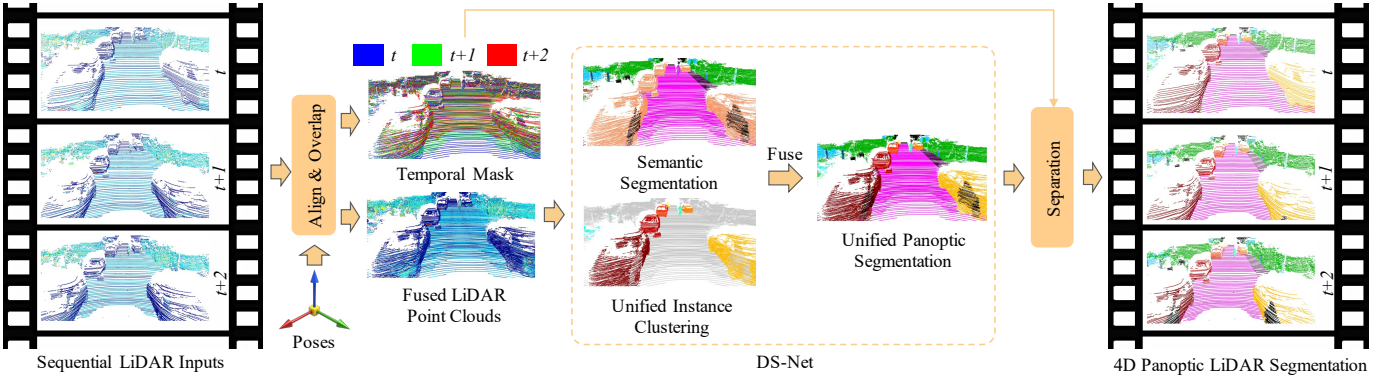 t
t+1
t+2
Sequential LiDAR Inputs
Align & Overlap
Poses
t
t+1
t+2
Temporal Mask
Fused LiDAR
Point Clouds
Semantic
Segmentation
Unified Instance
Clustering
Fuse
Unified Panoptic
Segmentation
DS-Net
Separation
t
t+1
t+2
4D Panoptic LiDAR Segmentation